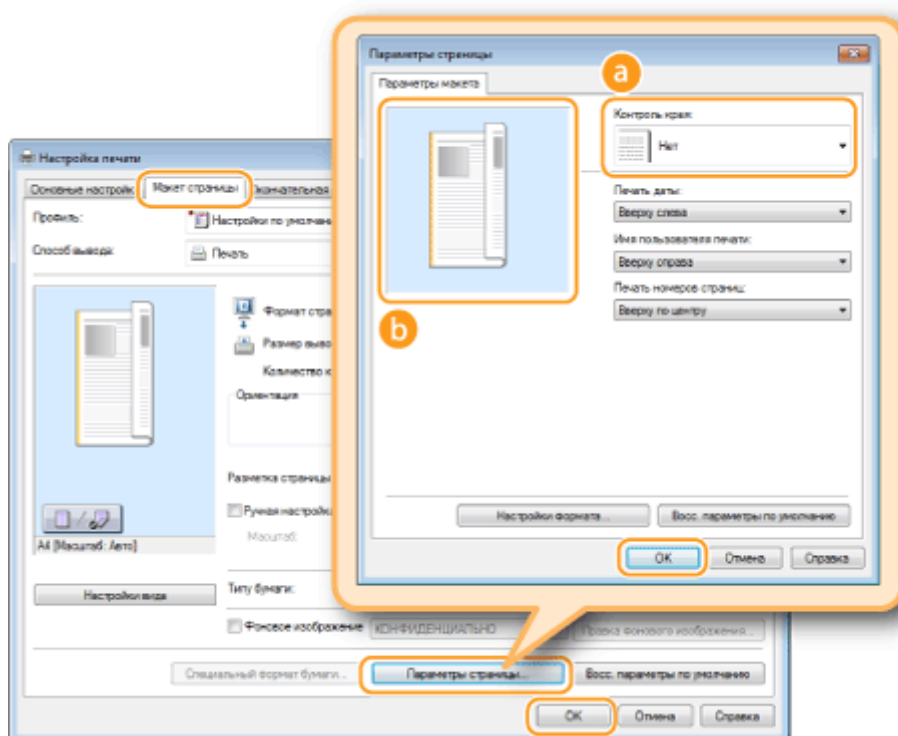 Параметры страницы
a
Параметры макета
Контроль края:
Нет
Печать даты:
Вверху слева
Имя пользователя печати:
Вверху справа
Печать номеров страниц:
Вверху по центру
b
Настройки формата...
Восс. параметры по умолчанию
OK
Отмена
Справка
Настройка печати
Основные настройк
Макет страницы
Окончательная
Профиль:
Настройки по умолчани
Способ вывода:
Печать
Формат стра
Размер выво
Количество к
Ориентация
Разметка страницы
Ручная настройка
Масштаб:
A4 [Масштаб: Авто]
Настройки вида
Типу бумаги:
Фоновое изображение
КОНФИДЕНЦИАЛЬНО
Правка фонового изображения...
Специальный формат бумаги...
Параметры страницы...
Восс. параметры по умолчанию
OK
Отмена
Справка